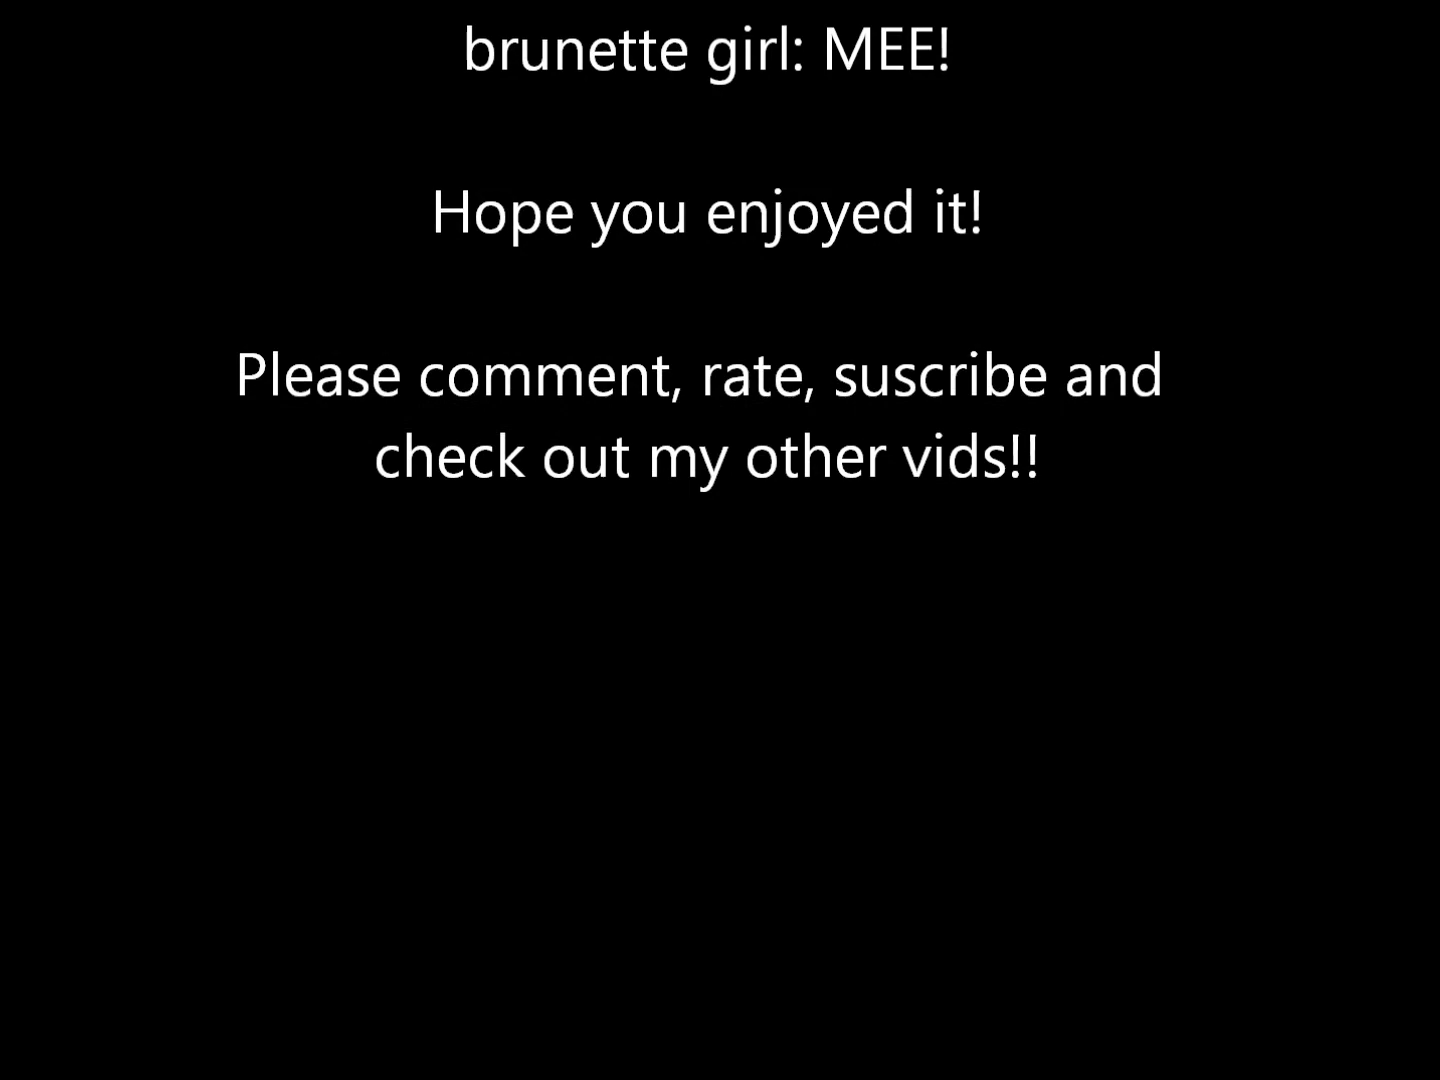 brunette girl: MEE!
Hope you enjoyed it!
Please comment, rate, suscribe and
check out my other vids!!